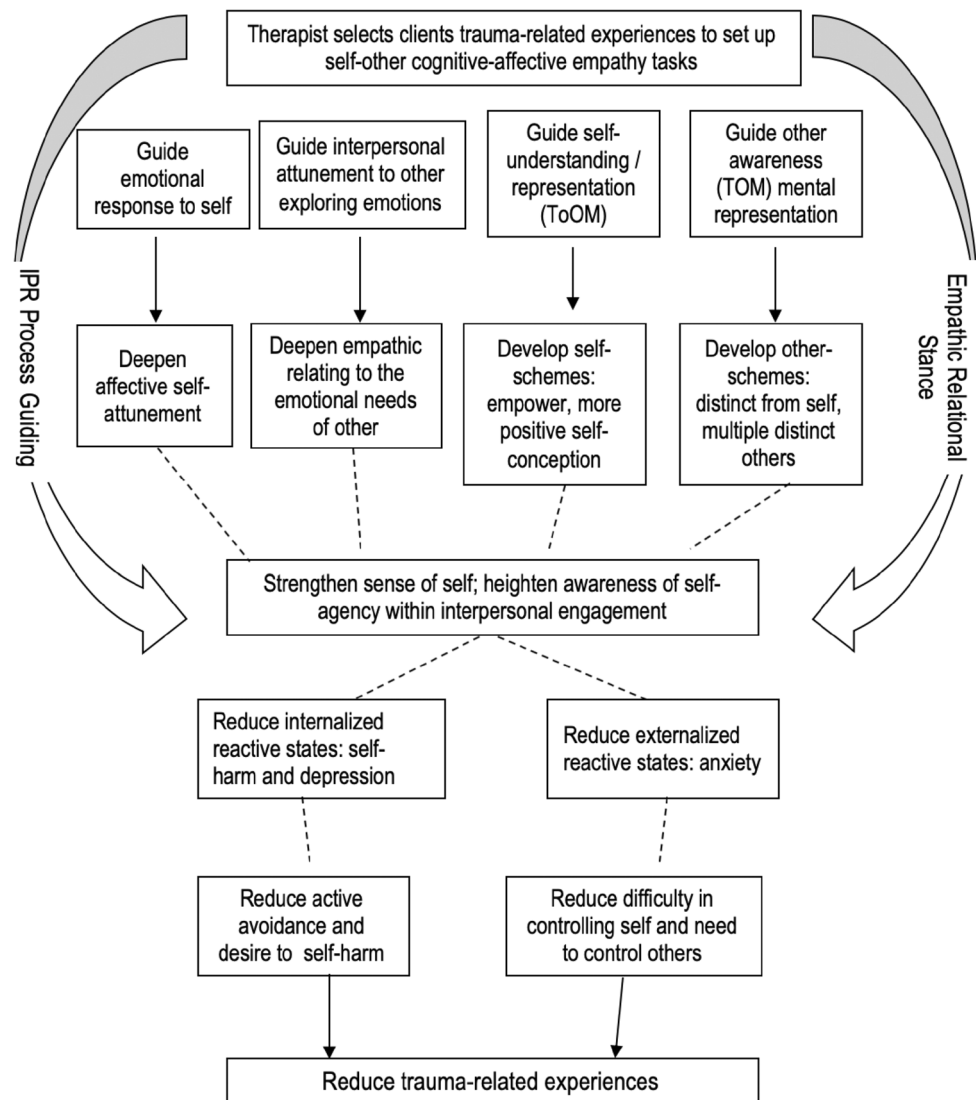 Therapist selects clients trauma-related experiences to set up
self-other cognitive-affective empathy tasks
Guide
emotional
response to self
Guide interpersonal
attunement to other
exploring emotions
Guide self-
understanding /
representation
(ToOM)
Guide other
awareness
(TOM) mental
representation
IPR Process Guiding
Empathic Relational
Stance
Deepen
affective self-
attunement
Deepen empathic
relating to the
emotional needs
of other
Develop self-
schemes:
empower, more
positive self-
conception
Develop other-
schemes:
distinct from self,
multiple distinct
others
Strengthen sense of self; heighten awareness of self-
agency within interpersonal engagement
Reduce internalized
reactive states: self-
harm and depression
Reduce externalized
reactive states: anxiety
Reduce active
avoidance and
desire to self-harm
Reduce difficulty in
controlling self and need
to control others
Reduce trauma-related experiences